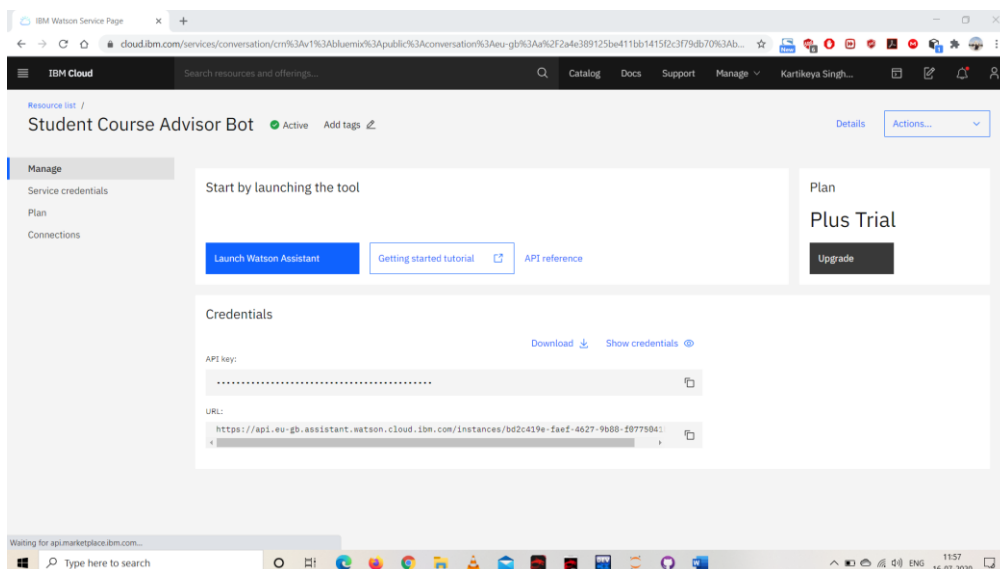 IBM Watson Service Page
cloud.ibm.com/services/conversation/crn%3Av1%3Abluemix%3Apublic%3Aconversation%3Aeu-gb%3Aa%2F2a4e389125be411bb1415f2c3f79db70%3Ab...
IBM Cloud Search resources and offerings... Catalog Docs Support Manage Kartikeya Singh...
Resource list /
Student Course Advisor Bot Active Add tags Details Actions...
Manage
Service credentials
Plan
Connections
Start by launching the tool
Launch Watson Assistant Getting started tutorial API reference
Plan
Plus Trial
Upgrade
Credentials
Download Show credentials
API key:
URL:
https://api.eu-gb.assistant.watson.cloud.ibm.com/instances/bd2c419e-faef-4627-9b88-f0775041
Waiting for api.marketplace.ibm.com...
Type here to search ENG 11:57
16-07-2020